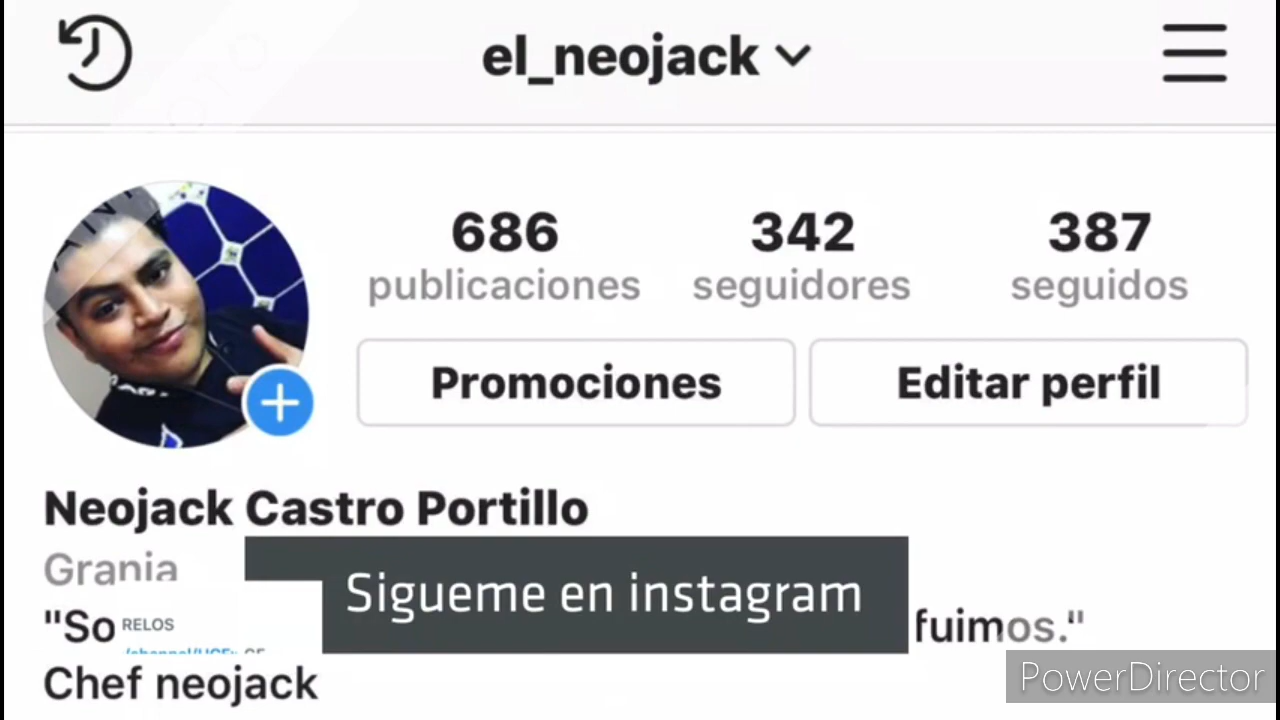 el_neojack
686 342 387
publicaciones seguidores seguidos
Promociones Editar perfil
Neojack Castro Portillo
Grania
Sigueme en instagram
"So fuimos."
RELOS
Chef neojack
PowerDirector